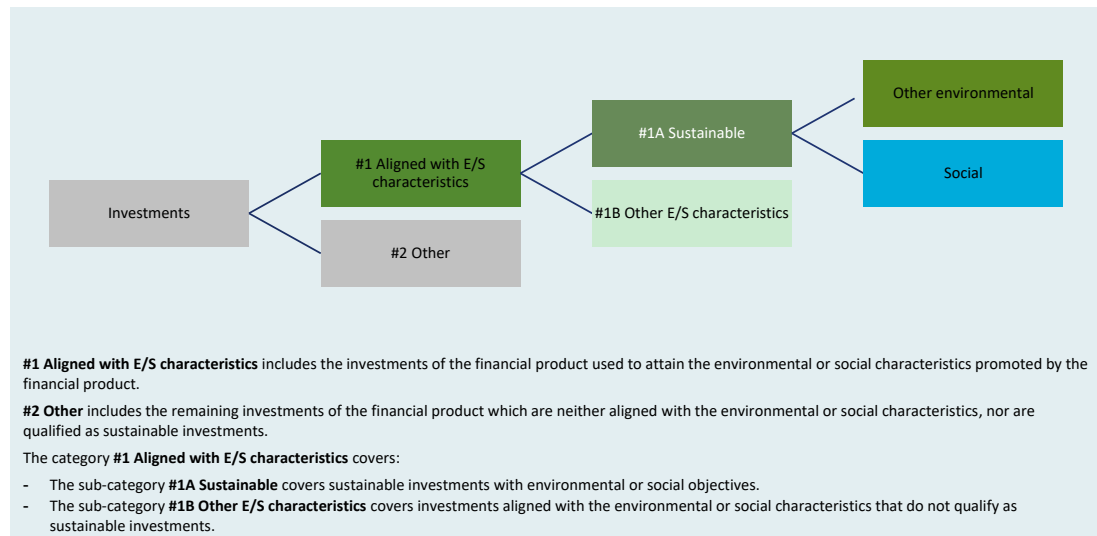 Other environmental
#1A Sustainable
#1 Aligned with E/S
characteristics
Social
Investments
#1B Other E/S characteristics
#2 Other
#1 Aligned with E/S characteristics includes the investments of the financial product used to attain the environmental or social characteristics promoted by the
financial product.
#2 Other includes the remaining investments of the financial product which are neither aligned with the environmental or social characteristics, nor are
qualified as sustainable investments.
The category #1 Aligned with E/S characteristics covers:
- The sub-category #1A Sustainable covers sustainable investments with environmental or social objectives.
- The sub-category #1B Other E/S characteristics covers investments aligned with the environmental or social characteristics that do not qualify as
sustainable investments.